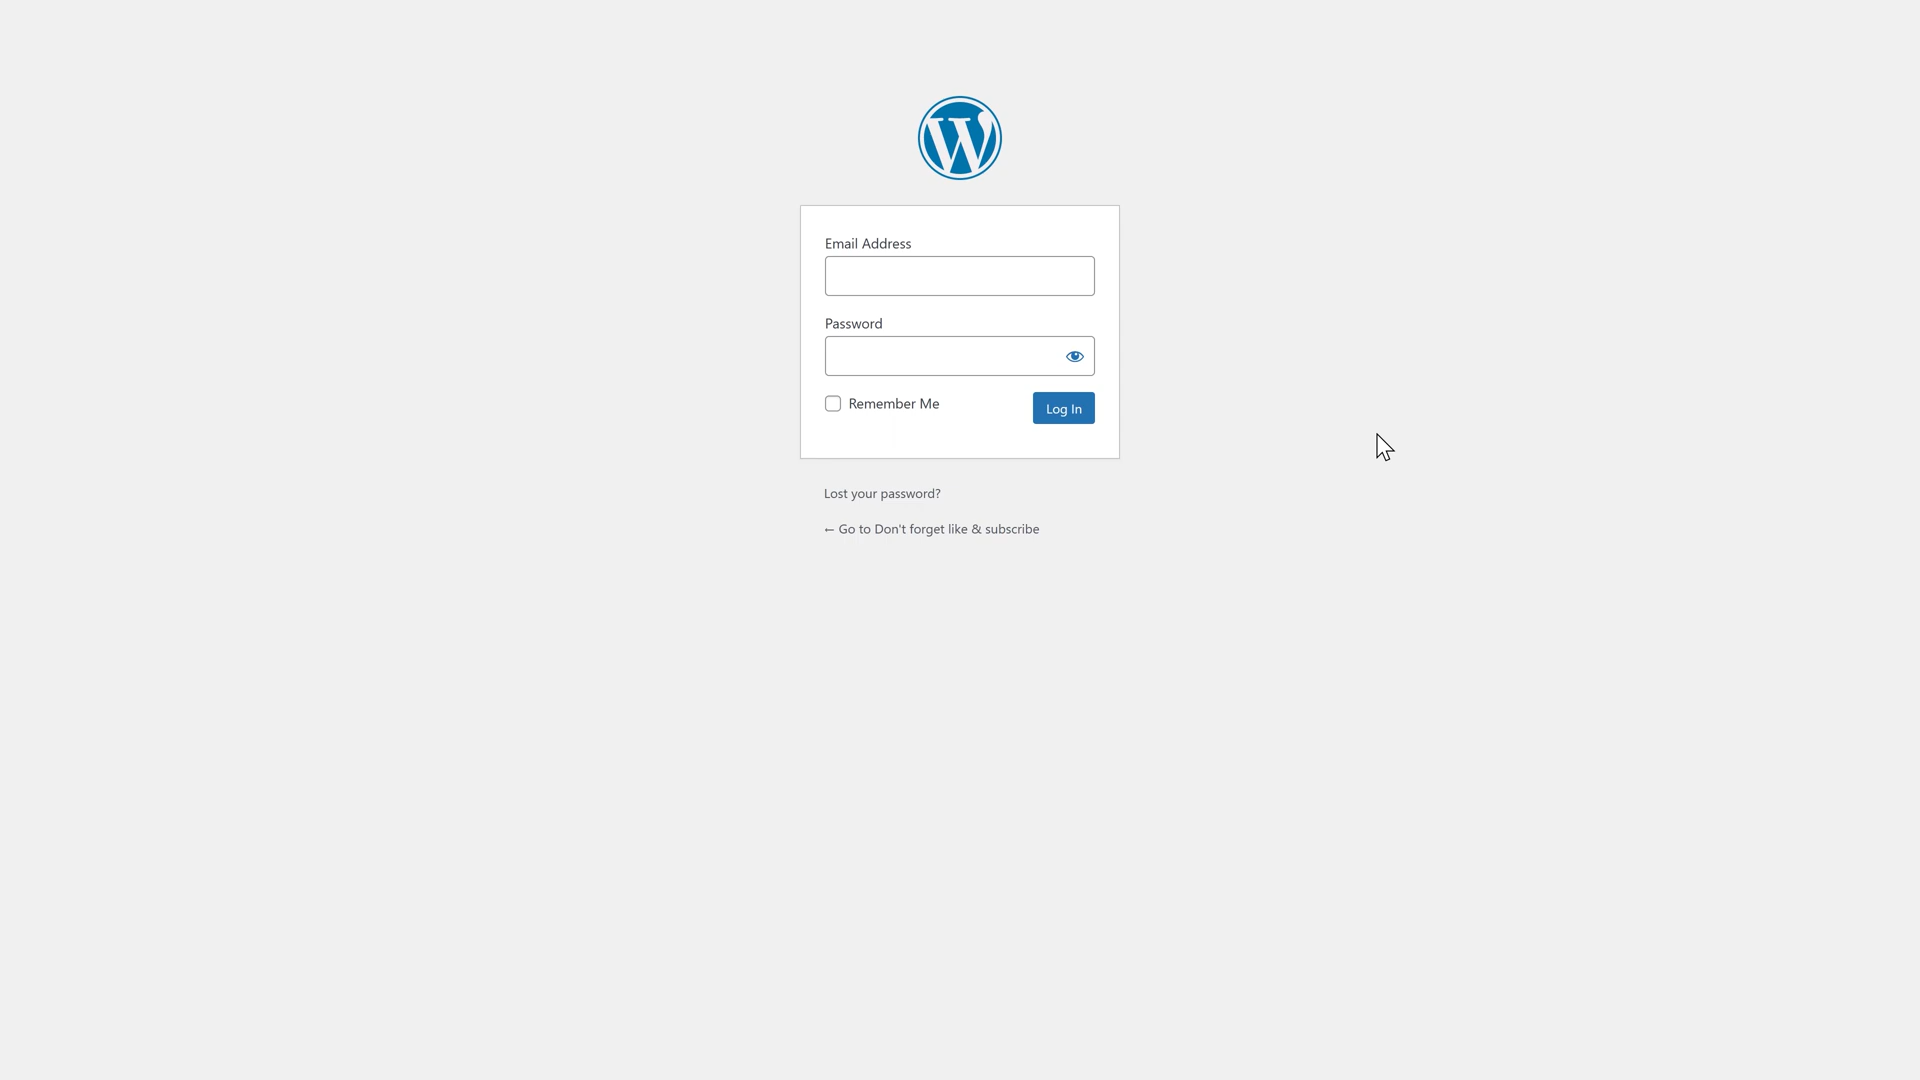 Email Address
Password
Remember Me
Log In
Lost your password?
← Go to Don't forget like & subscribe